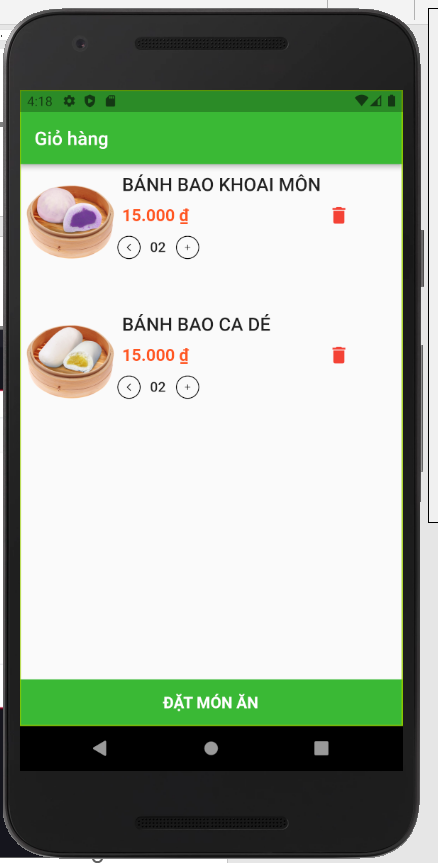 4:18
Giỏ hàng
BÁNH BAO KHOAI MÔN
15.000 ₫
02
BÁNH BAO CA DÉ
15.000 ₫
02
ĐẶT MÓN ĂN